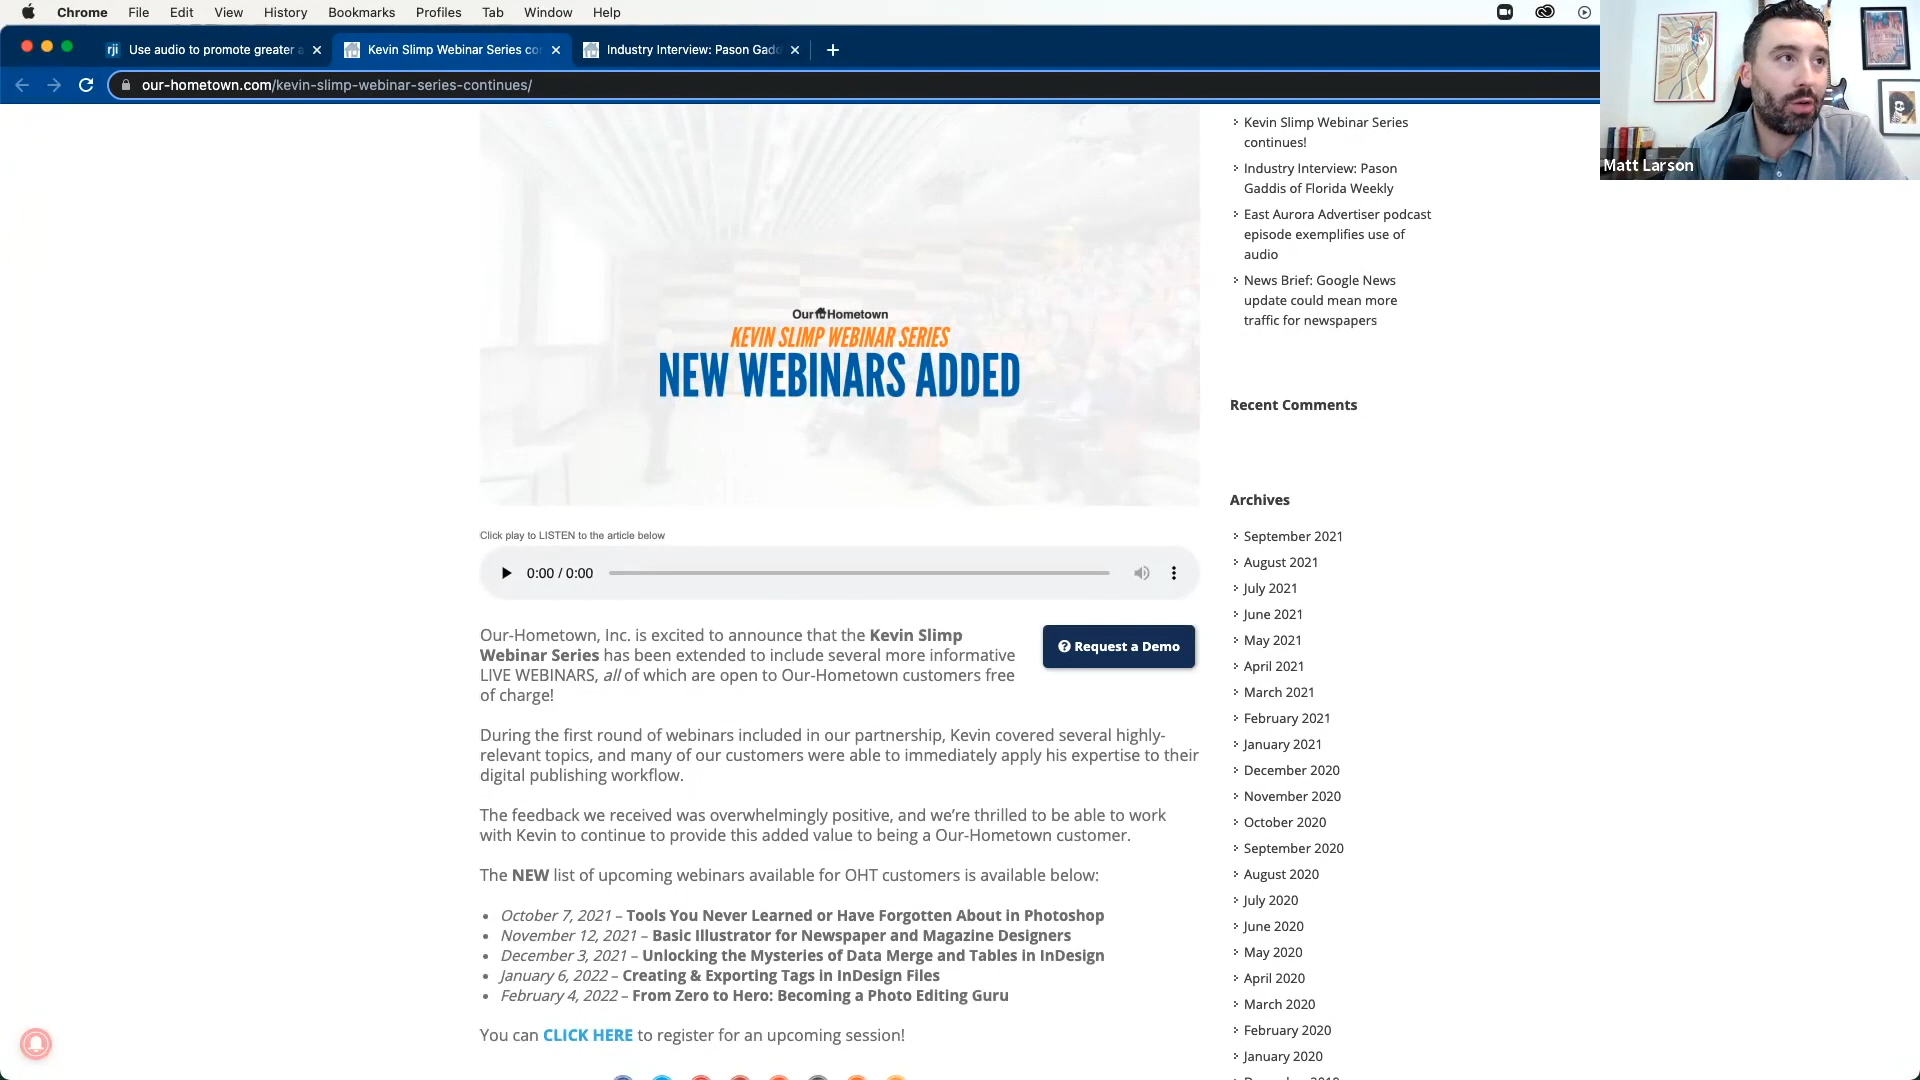 Chrome File Edit View History Bookmarks Profiles Tab Window Help
rji Use audio to promote greater a
Kevin Slimp Webinar Series co
Industry Interview: Pason Gadd
our-hometown.com/kevin-slimp-webinar-series-continues/
Matt Larson
Our Hometown
KEVIN SLIMP WEBINAR SERIES
NEW WEBINARS ADDED
Click play to LISTEN to the article below
0:00 / 0:00
Our-Hometown, Inc. is excited to announce that the Kevin Slimp
Webinar Series has been extended to include several more informative
LIVE WEBINARS, all of which are open to Our-Hometown customers free
of charge!
Request a Demo
During the first round of webinars included in our partnership, Kevin covered several highly-
relevant topics, and many of our customers were able to immediately apply his expertise to their
digital publishing workflow.
The feedback we received was overwhelmingly positive, and we're thrilled to be able to work
with Kevin to continue to provide this added value to being a Our-Hometown customer.
The NEW list of upcoming webinars available for OHT customers is available below:
October 7, 2021 – Tools You Never Learned or Have Forgotten About in Photoshop
November 12, 2021 – Basic Illustrator for Newspaper and Magazine Designers
December 3, 2021 – Unlocking the Mysteries of Data Merge and Tables in InDesign
January 6, 2022 – Creating & Exporting Tags in InDesign Files
February 4, 2022 – From Zero to Hero: Becoming a Photo Editing Guru
You can CLICK HERE to register for an upcoming session!
Kevin Slimp Webinar Series
continues!
Industry Interview: Pason
Gaddis of Florida Weekly
East Aurora Advertiser podcast
episode exemplifies use of
audio
News Brief: Google News
update could mean more
traffic for newspapers
Recent Comments
Archives
September 2021
August 2021
July 2021
June 2021
May 2021
April 2021
March 2021
February 2021
January 2021
December 2020
November 2020
October 2020
September 2020
August 2020
July 2020
June 2020
May 2020
April 2020
March 2020
February 2020
January 2020